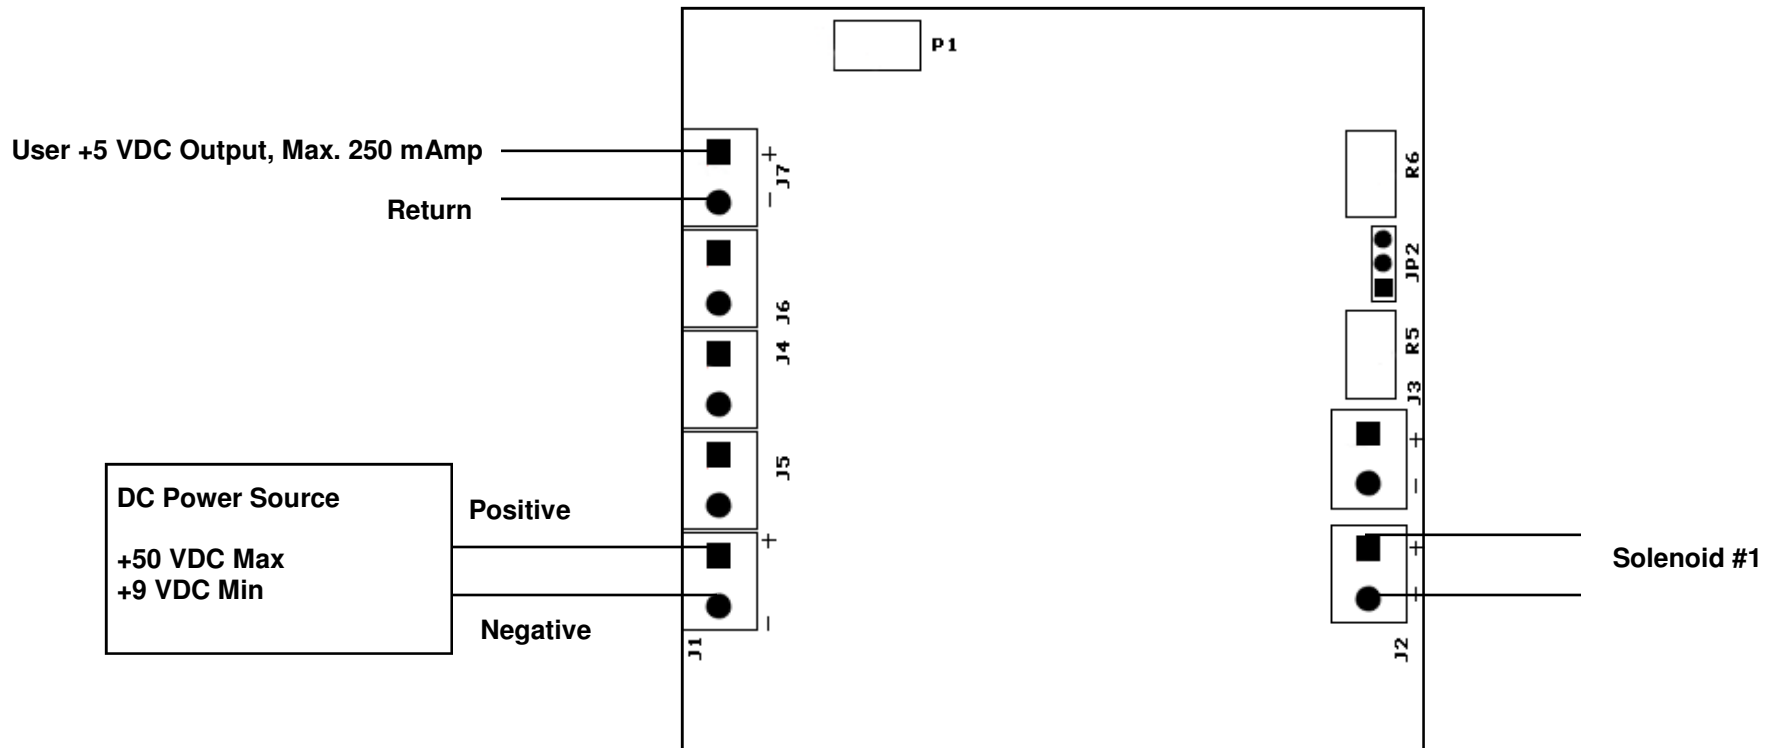 P1
User +5 VDC Output, Max. 250 mAmp
+
J7
Return
−
R6
JP2
J6
J4
R5
J3
+
−
J5
DC Power Source
Positive
+50 VDC Max
+9 VDC Min
Negative
+
−
J1
+
+
Solenoid #1
J2